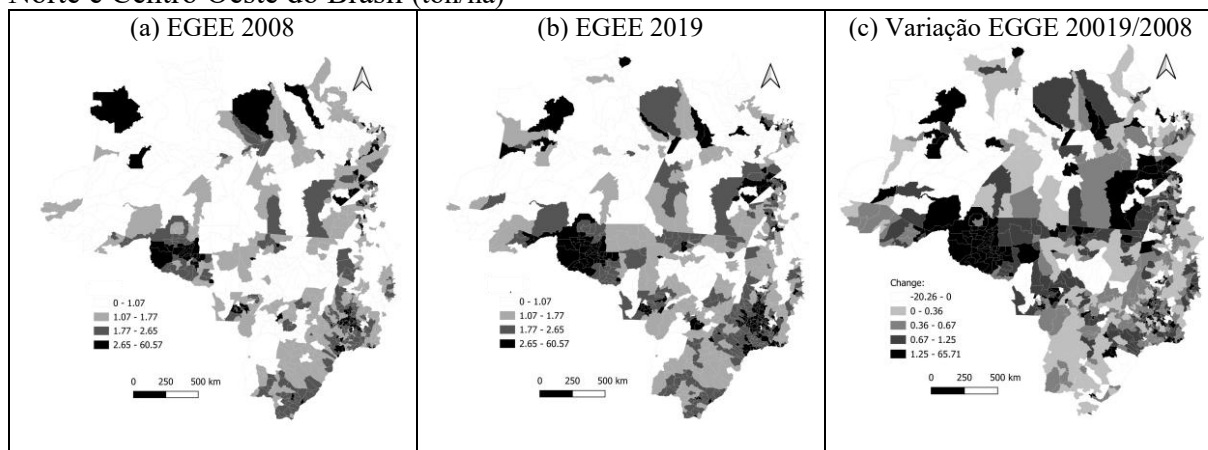 Norte e Centro Oeste do Brasil (ton/ha)
(a) EGEE 2008
(b) EGEE 2019
(c) Variação EGGE 20019/2008
0 - 1.07
1.07 - 1.77
1.77 - 2.65
2.65 - 60.57
0 250 500 km
0 - 1.07
1.07 - 1.77
1.77 - 2.65
2.65 - 60.57
0 250 500 km
Change:
-20.26 - 0
0 - 0.36
0.36 - 0.67
0.67 - 1.25
1.25 - 65.71
0 250 500 km